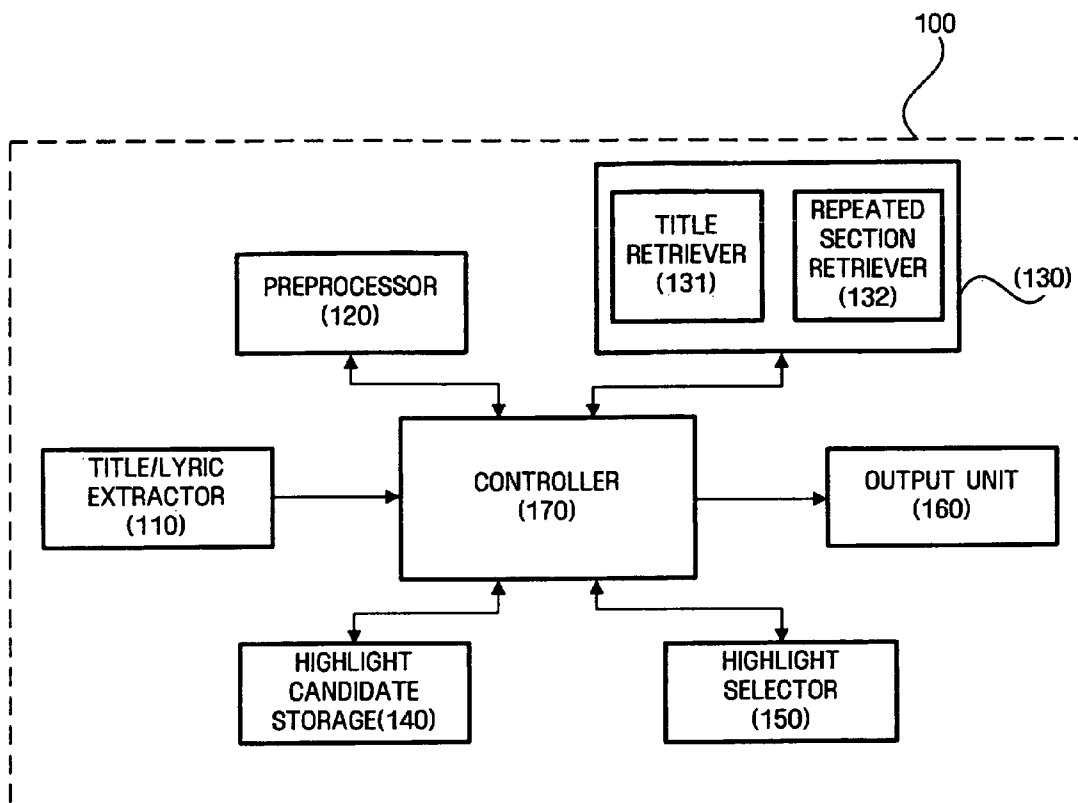 100
TITLE
RETRIEVER
(131)
REPEATED
SECTION
RETRIEVER
(132)
(130)
PREPROCESSOR
(120)
TITLE/LYRIC
EXTRACTOR
(110)
CONTROLLER
(170)
OUTPUT UNIT
(160)
HIGHLIGHT
CANDIDATE
STORAGE(140)
HIGHLIGHT
SELECTOR
(150)